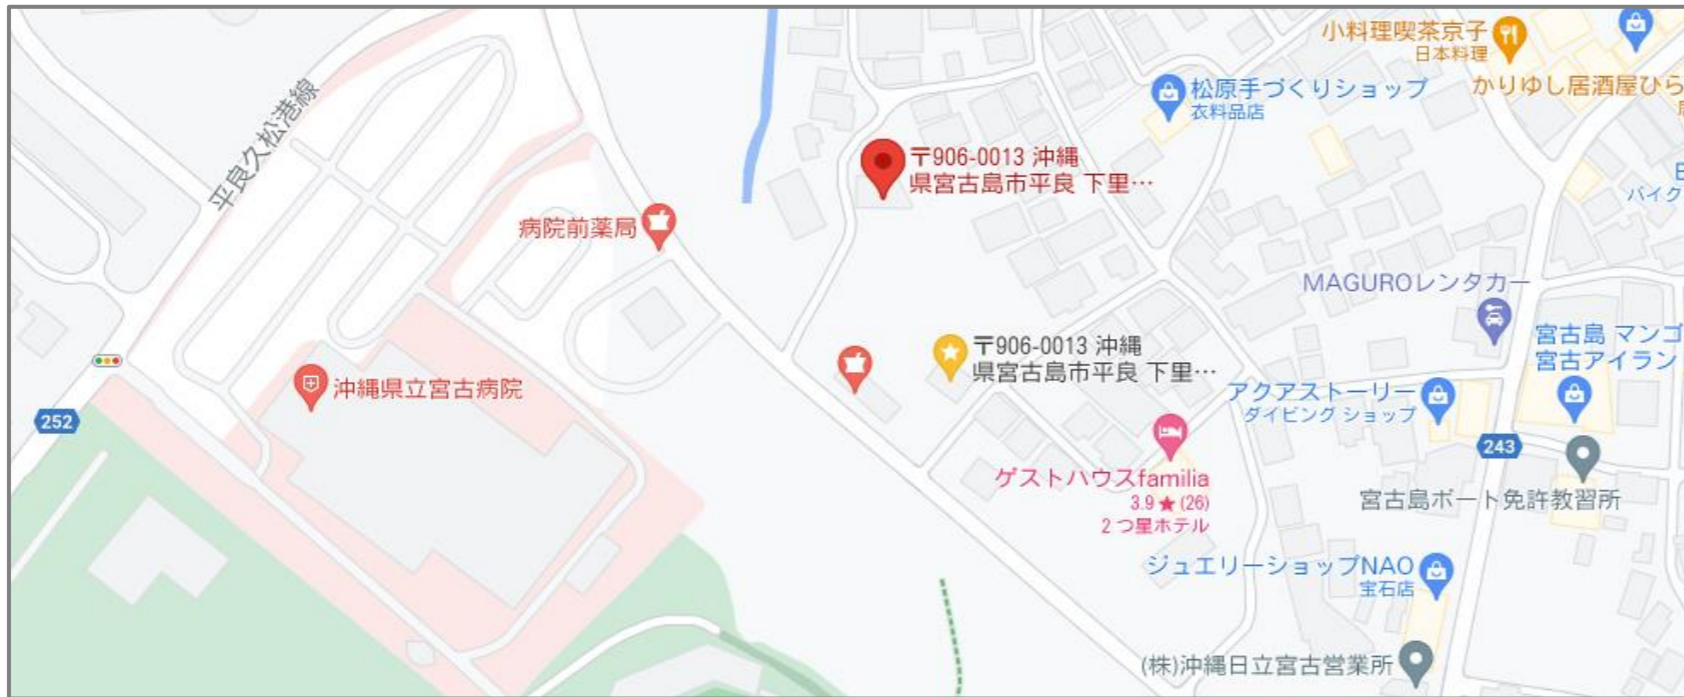 小料理喫茶京子
日本料理
かりゆし居酒屋ひら
松原手づくりショップ
衣料品店
平良久松港線
〒906-0013 沖縄
県宮古島市平良 下里…
バイク
病院前薬局
MAGUROレンタカー
宮古島 マンゴ
宮古アイラン
〒906-0013 沖縄
県宮古島市平良 下里…
沖縄県立宮古病院
アクアストーリー
ダイビング ショップ
252
243
ゲストハウスfamilia
3.9★(26)
2 つ星ホテル
宮古島ボート免許教習所
ジュエリーショップNAO
宝石店
(株)沖縄日立宮古営業所